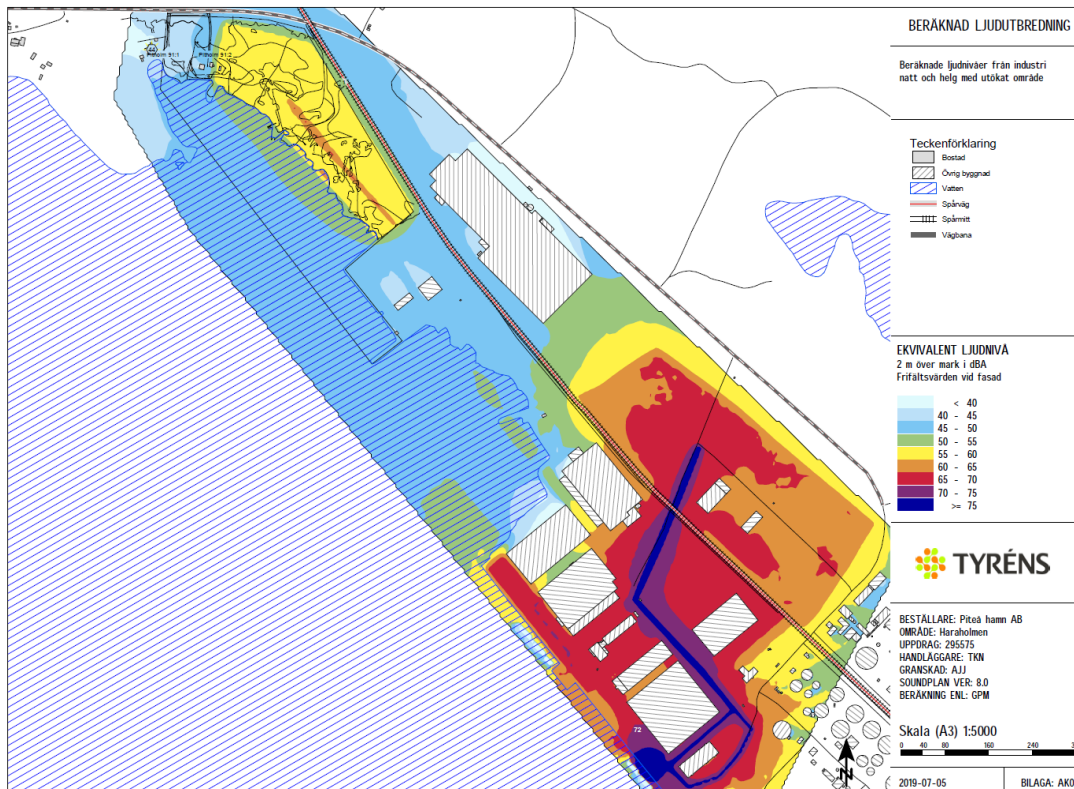 BERÄKNAD LJUDUTBREDNING
Beräknade ljudnivåer från industri
natt och helg med utökat område
Teckenförklaring
Bostad
Övrig byggnad
Vatten
Spårväg
Spårmitt
Vägbana
EKVIVALENT LJUDNIVÅ
2 m över mark i dBA
Frifältsvärden vid fasad
< 40
40 - 45
45 - 50
50 - 55
55 - 60
60 - 65
65 - 70
70 - 75
>= 75
TYRÉNS
BESTÄLLARE: Piteå hamn AB
OMRÅDE: Haraholmen
UPPDRAG: 295575
HANDLÄGGARE: TKN
GRANSKAD: AJJ
SOUNDPLAN VER: 8.0
BERÄKNING ENL: GPM
Skala (A3) 1:5000
0 40 80 160 240
N
2019-07-05
BILAGA: AK0
72